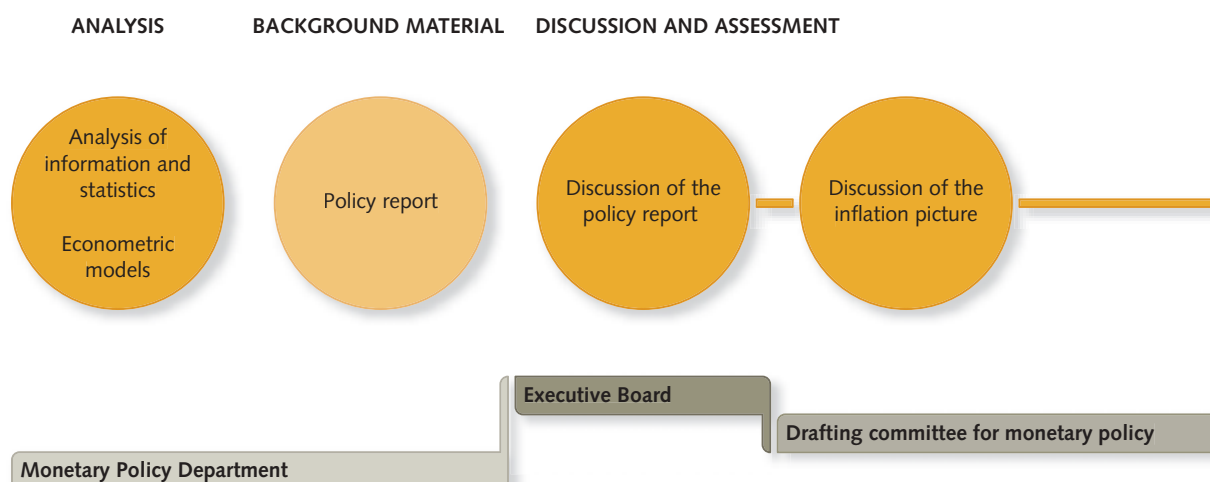 ANALYSIS
BACKGROUND MATERIAL
DISCUSSION AND ASSESSMENT
Analysis of
information and
statistics
Econometric
models
Policy report
Discussion of the
policy report
Discussion of the
inflation picture
Executive Board
Drafting committee for monetary policy
Monetary Policy Department